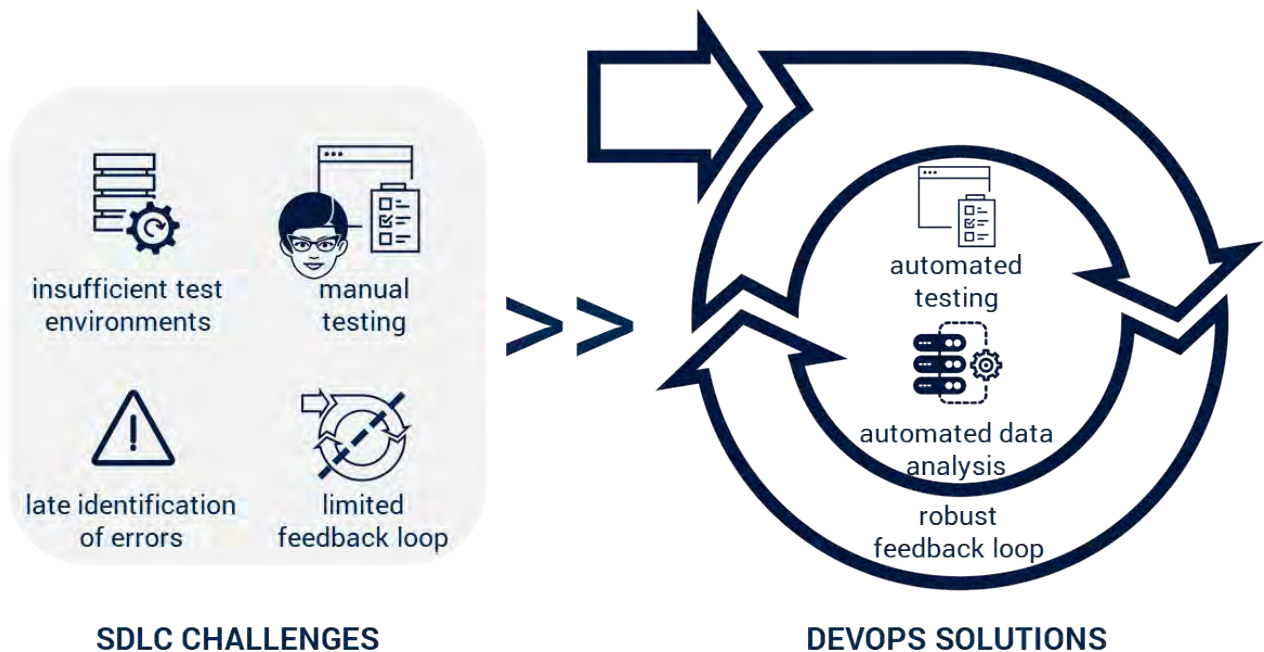 insufficient test
environments
manual
testing
late identification
of errors
limited
feedback loop
SDLC CHALLENGES
>>
automated
testing
automated data
analysis
robust
feedback loop
DEVOPS SOLUTIONS